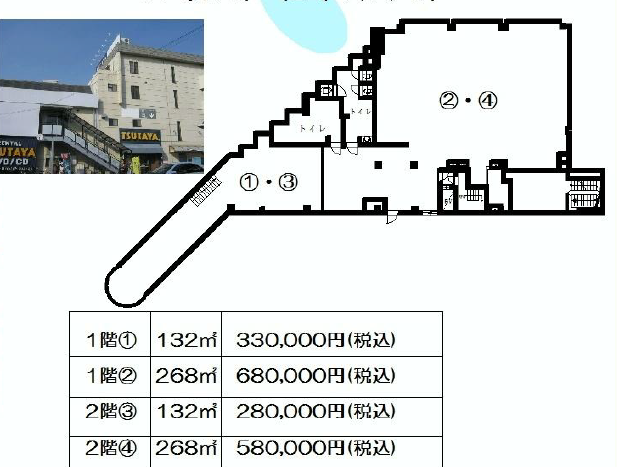 TSUTAYA
RENTAL
TSUTAYA
DVD/CD
②・④
トイレ
トイレ
①・③
1階① 132㎡ 330,000円(税込)
1階② 268㎡ 680,000円(税込)
2階③ 132㎡ 280,000円(税込)
2階④ 268㎡ 580,000円(税込)